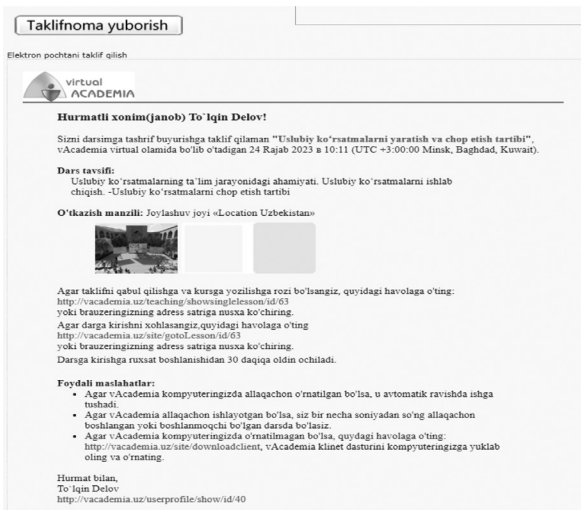 Taklifnoma yuborish
Elektron pochtani taklif qilish
virtual
ACADEMIA
Hurmatli xonim(janob) To`lqin Delov!
Sizni darsimga tashrif buyurishga taklif qilaman "Uslubiy ko‘rsatmalarni yaratish va chop etish tartibi",
vAcademia virtual olamida bo'lib o'tadigan 24 Rajab 2023 в 10:11 (UTC +3:00:00 Minsk, Baghdad, Kuwait).
Dars tavsifi:
Uslubiy ko‘rsatmalarning ta’lim jarayonidagi ahamiyati. Uslubiy ko‘rsatmalarni ishlab
chiqish. -Uslubiy ko‘rsatmalarni chop etish tartibi
O'tkazish manzili: Joylashuv joyi «Location Uzbekistan»
Agar taklifni qabul qilishga va kursga yozilishga rozi bo'lsangiz, quyidagi havolaga o'ting:
http://vacademia.uz/teaching/showsinglelesson/id/63
yoki brauzeringizning adress satriga nusxa ko'chiring.
Agar darga kirishni xohlasangiz,quyidagi havolaga o'ting
http://vacademia.uz/site/gotoLesson/id/63
yoki brauzeringizning adress satriga nusxa ko'chiring.
Darsga kirishga ruxsat boshlanishidan 30 daqiqa oldin ochiladi.
Foydali maslahatlar:
• Agar vAcademia kompyuteringizda allaqachon o'rnatilgan bo'lsa, u avtomatik ravishda ishga
tushadi.
• Agar vAcademia allaqachon ishlayotgan bo'lsa, siz bir necha soniyadan so'ng allaqachon
boshlangan yoki boshlanmoqchi bo'lgan darsda bo'lasiz.
• Agar vAcademia kompyuteringizda o'rnatilmagan bo'lsa, quydagi havolaga o'ting:
http://vacademia.uz/site/downloadclient, vAcademia klinet dasturini kompyuteringizga yuklab
oling va o'rnating.
Hurmat bilan,
To`lqin Delov
http://vacademia.uz/userprofile/show/id/40